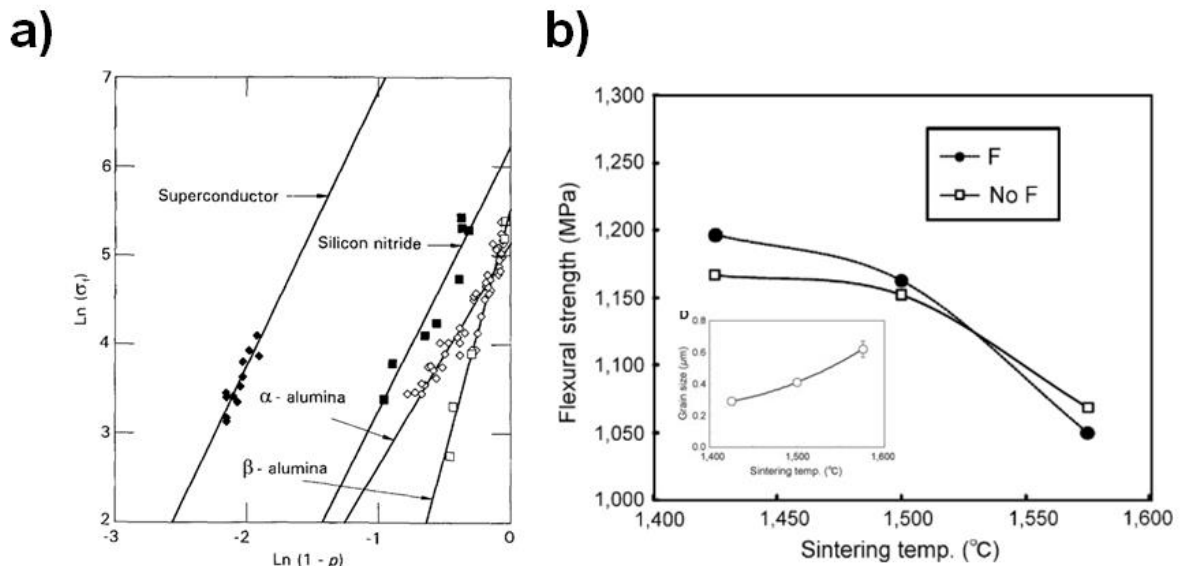 a)
7
6
5
4
3
2
-3
-2
-1
0
Ln (σf)
Ln (1 - p)
Superconductor
Silicon nitride
α - alumina
β - alumina
b)
1,300
1,250
1,200
1,150
1,100
1,050
1,000
1,400
1,450
1,500
1,550
1,600
Flexural strength (MPa)
Sintering temp. (°C)
F
No F
0.8
0.6
0.4
0.2
0.0
1,400
1,500
1,600
Grain size (μm)
Sintering temp. (°C)